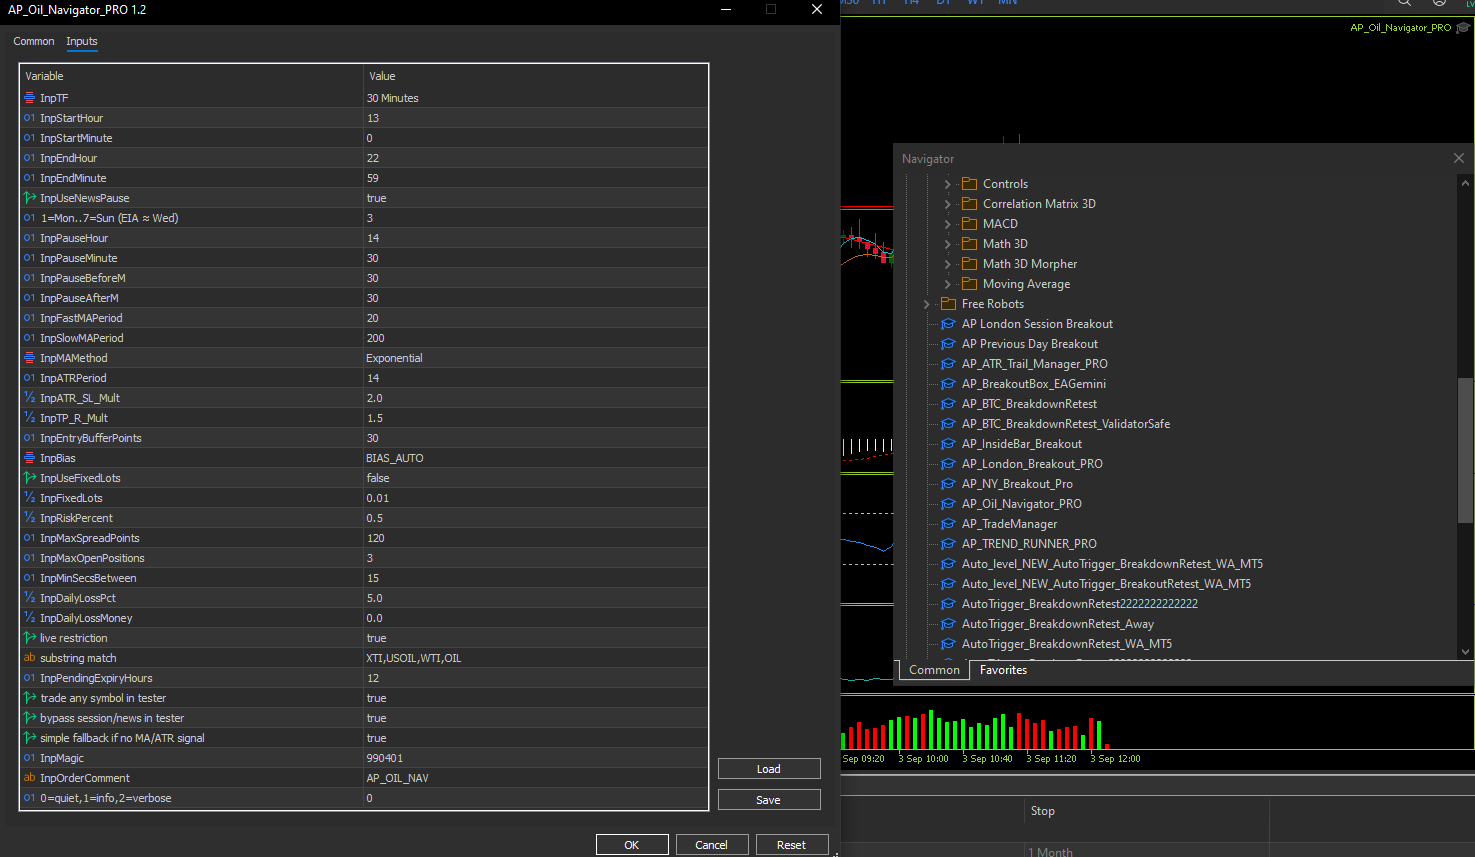 AP_Oil_Navigator_PRO 1.2
Common Inputs
Variable Value
InpTF 30 Minutes
InpStartHour 13
InpStartMinute 0
InpEndHour 22
InpEndMinute 59
InpUseNewsPause true
1=Mon..7=Sun (EIA ≈ Wed) 3
InpPauseHour 14
InpPauseMinute 30
InpPauseBeforeM 30
InpPauseAfterM 30
InpFastMAPeriod 20
InpSlowMAPeriod 200
InpMAMethod Exponential
InpATRPeriod 14
InpATR_SL_Mult 2.0
InpTP_R_Mult 1.5
InpEntryBufferPoints 30
InpBias BIAS_AUTO
InpUseFixedLots false
InpFixedLots 0.01
InpRiskPercent 0.5
InpMaxSpreadPoints 120
InpMaxOpenPositions 3
InpMinSecsBetween 15
InpDailyLossPct 5.0
InpDailyLossMoney 0.0
live restriction true
substring match XTI,USOIL,WTI,OIL
InpPendingExpiryHours 12
trade any symbol in tester true
bypass session/news in tester true
simple fallback if no MA/ATR signal true
InpMagic 990401
InpOrderComment AP_OIL_NAV
0=quiet,1=info,2=verbose 0
Load
Save
OK Cancel Reset
M30 H1 H4 D1 W1 MN
AP_Oil_Navigator_PRO
Navigator
Controls
Correlation Matrix 3D
MACD
Math 3D
Math 3D Morpher
Moving Average
Free Robots
AP London Session Breakout
AP Previous Day Breakout
AP_ATR_Trail_Manager_PRO
AP_BreakoutBox_EAGemini
AP_BTC_BreakdownRetest
AP_BTC_BreakdownRetest_ValidatorSafe
AP_InsideBar_Breakout
AP_London_Breakout_PRO
AP_NY_Breakout_Pro
AP_Oil_Navigator_PRO
AP_TradeManager
AP_TREND_RUNNER_PRO
Auto_level_NEW_AutoTrigger_BreakdownRetest_WA_MT5
Auto_level_NEW_AutoTrigger_BreakoutRetest_WA_MT5
AutoTrigger_BreakdownRetest2222222222222
AutoTrigger_BreakdownRetest_Away
AutoTrigger_BreakdownRetest_WA_MT5
Common Favorites
Sep 09:20 3 Sep 10:00 3 Sep 10:40 3 Sep 11:20 3 Sep 12:00
Stop
1 Month